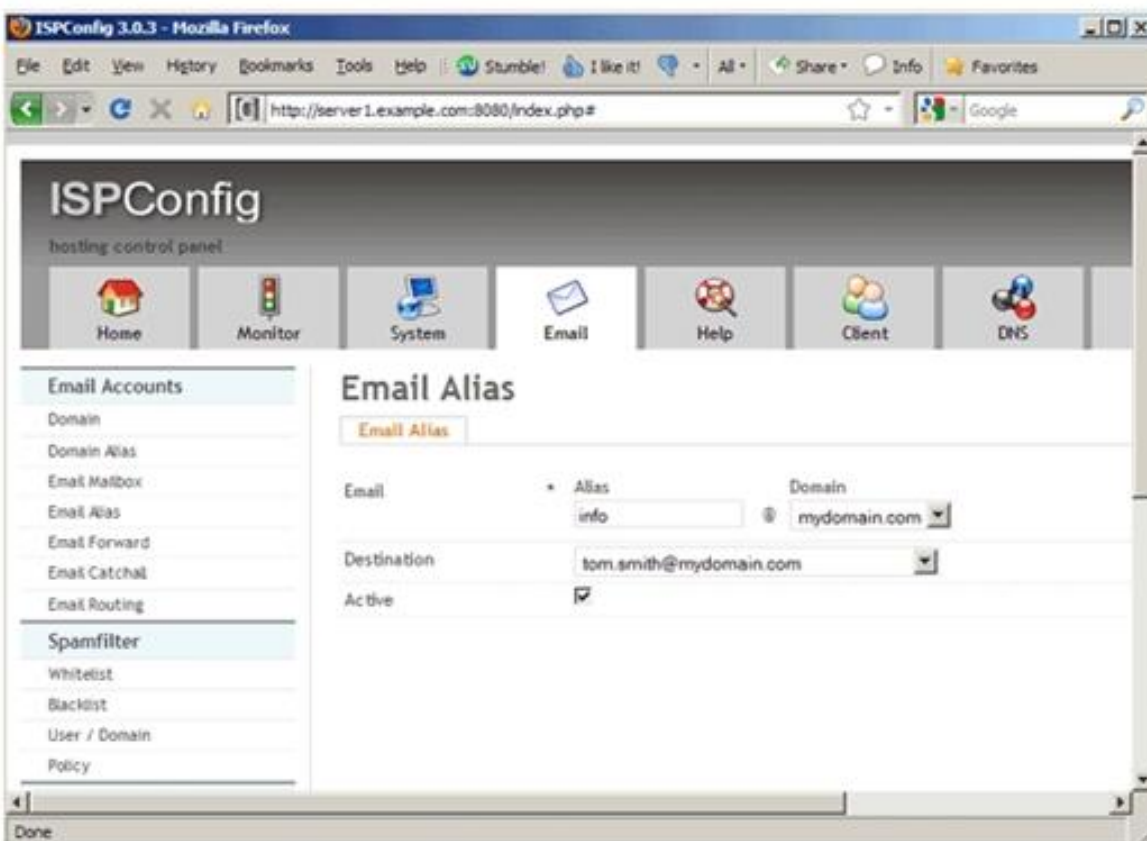 ISPConfig 3.0.3 - Mozilla Firefox
File Edit View History Bookmarks Tools Help Stumble! I like it! All Share Info Favorites
http://server1.example.com:8080/index.php# Google
ISPConfig
hosting control panel
Home Monitor System Email Help Client DNS
Email Accounts
Domain
Domain Alias
Email Mailbox
Email Alias
Email Forward
Email Catchall
Email Routing
Spamfilter
Whitelist
Blacklist
User / Domain
Policy
Email Alias
Email Alias
Email * Alias Domain
info @ mydomain.com
Destination tom.smith@mydomain.com
Active
Done